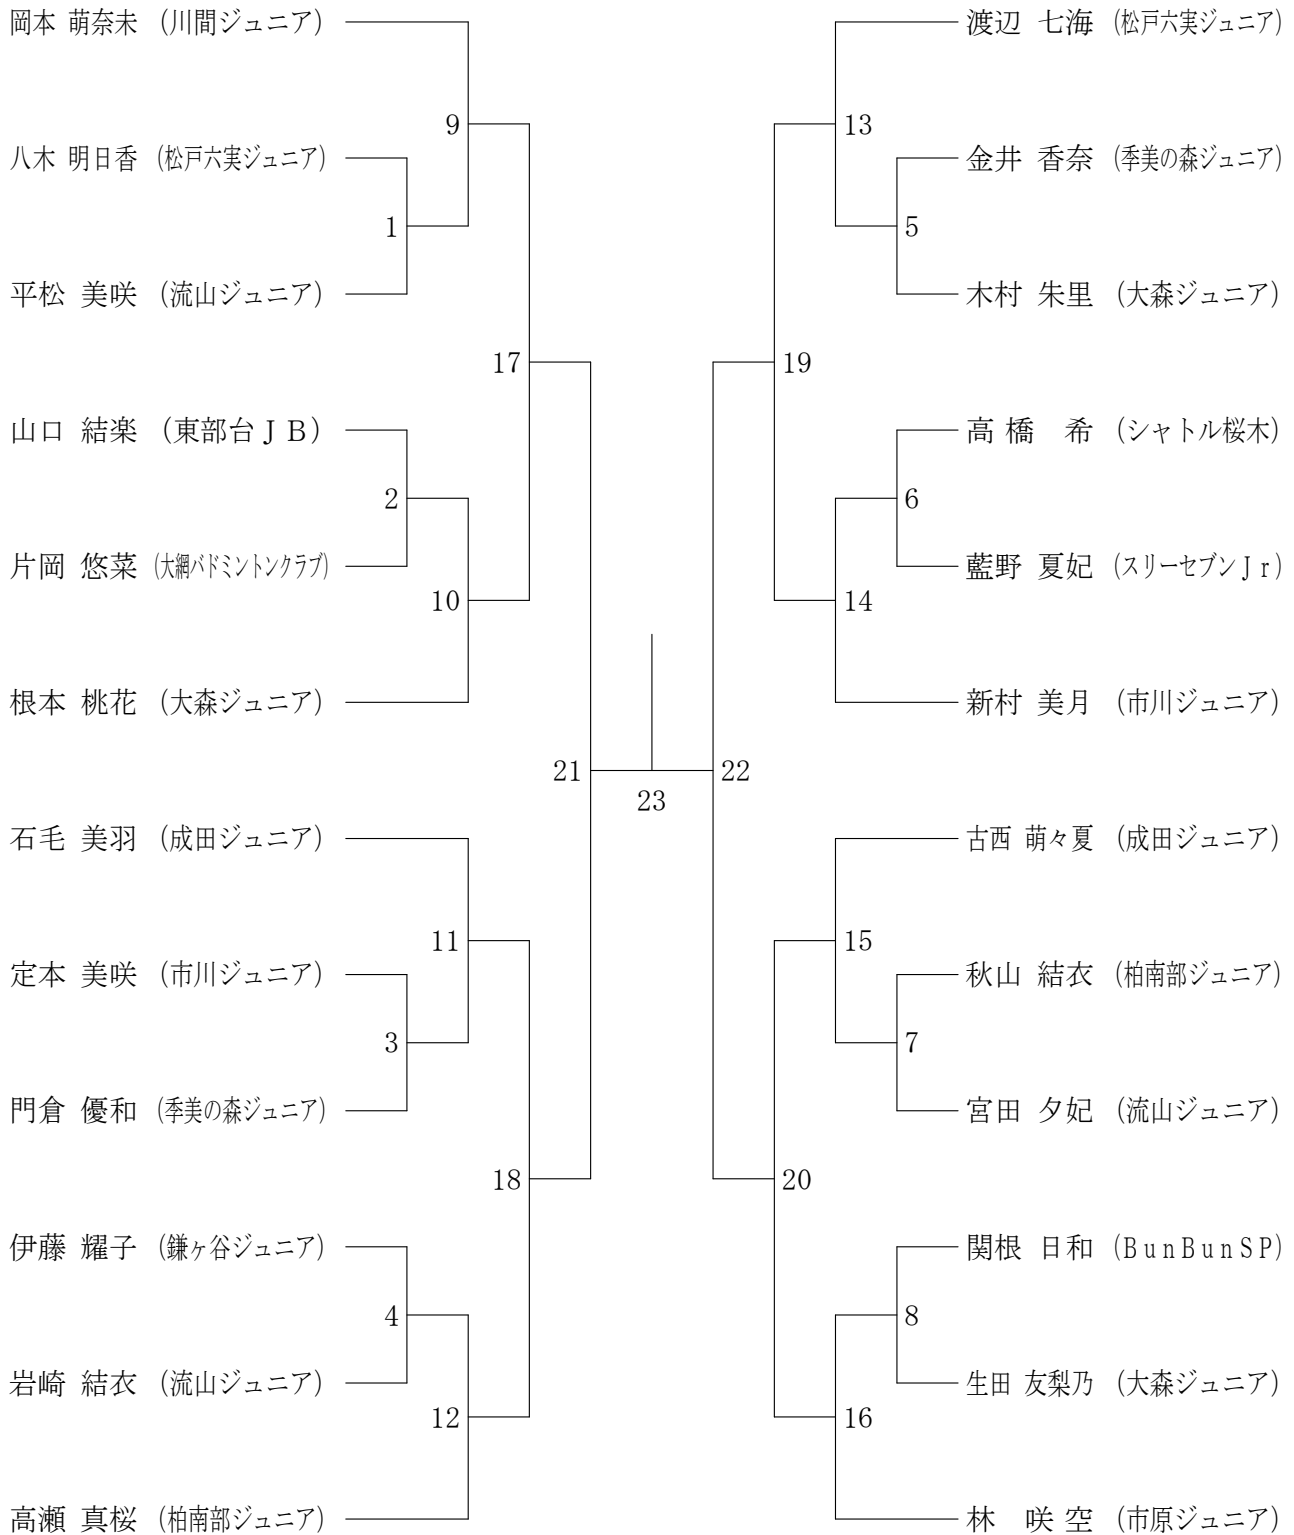 岡本 萌奈未 (川間ジュニア)
9
八木 明日香 (松戸六実ジュニア)
1
平松 美咲 (流山ジュニア)
17
山口 結楽 (東部台ＪＢ)
2
片岡 悠菜 (大網バドミントンクラブ)
10
根本 桃花 (大森ジュニア)
21
石毛 美羽 (成田ジュニア)
11
定本 美咲 (市川ジュニア)
3
門倉 優和 (季美の森ジュニア)
18
伊藤 耀子 (鎌ヶ谷ジュニア)
4
岩崎 結衣 (流山ジュニア)
12
高瀬 真桜 (柏南部ジュニア)
23
渡辺 七海 (松戸六実ジュニア)
13
金井 香奈 (季美の森ジュニア)
5
木村 朱里 (大森ジュニア)
19
高橋 希 (シャトル桜木)
6
藍野 夏妃 (スリーセブンＪｒ)
14
新村 美月 (市川ジュニア)
22
古西 萌々夏 (成田ジュニア)
15
秋山 結衣 (柏南部ジュニア)
7
宮田 夕妃 (流山ジュニア)
20
関根 日和 (ＢｕｎＢｕｎＳＰ)
8
生田 友梨乃 (大森ジュニア)
16
林 咲空 (市原ジュニア)